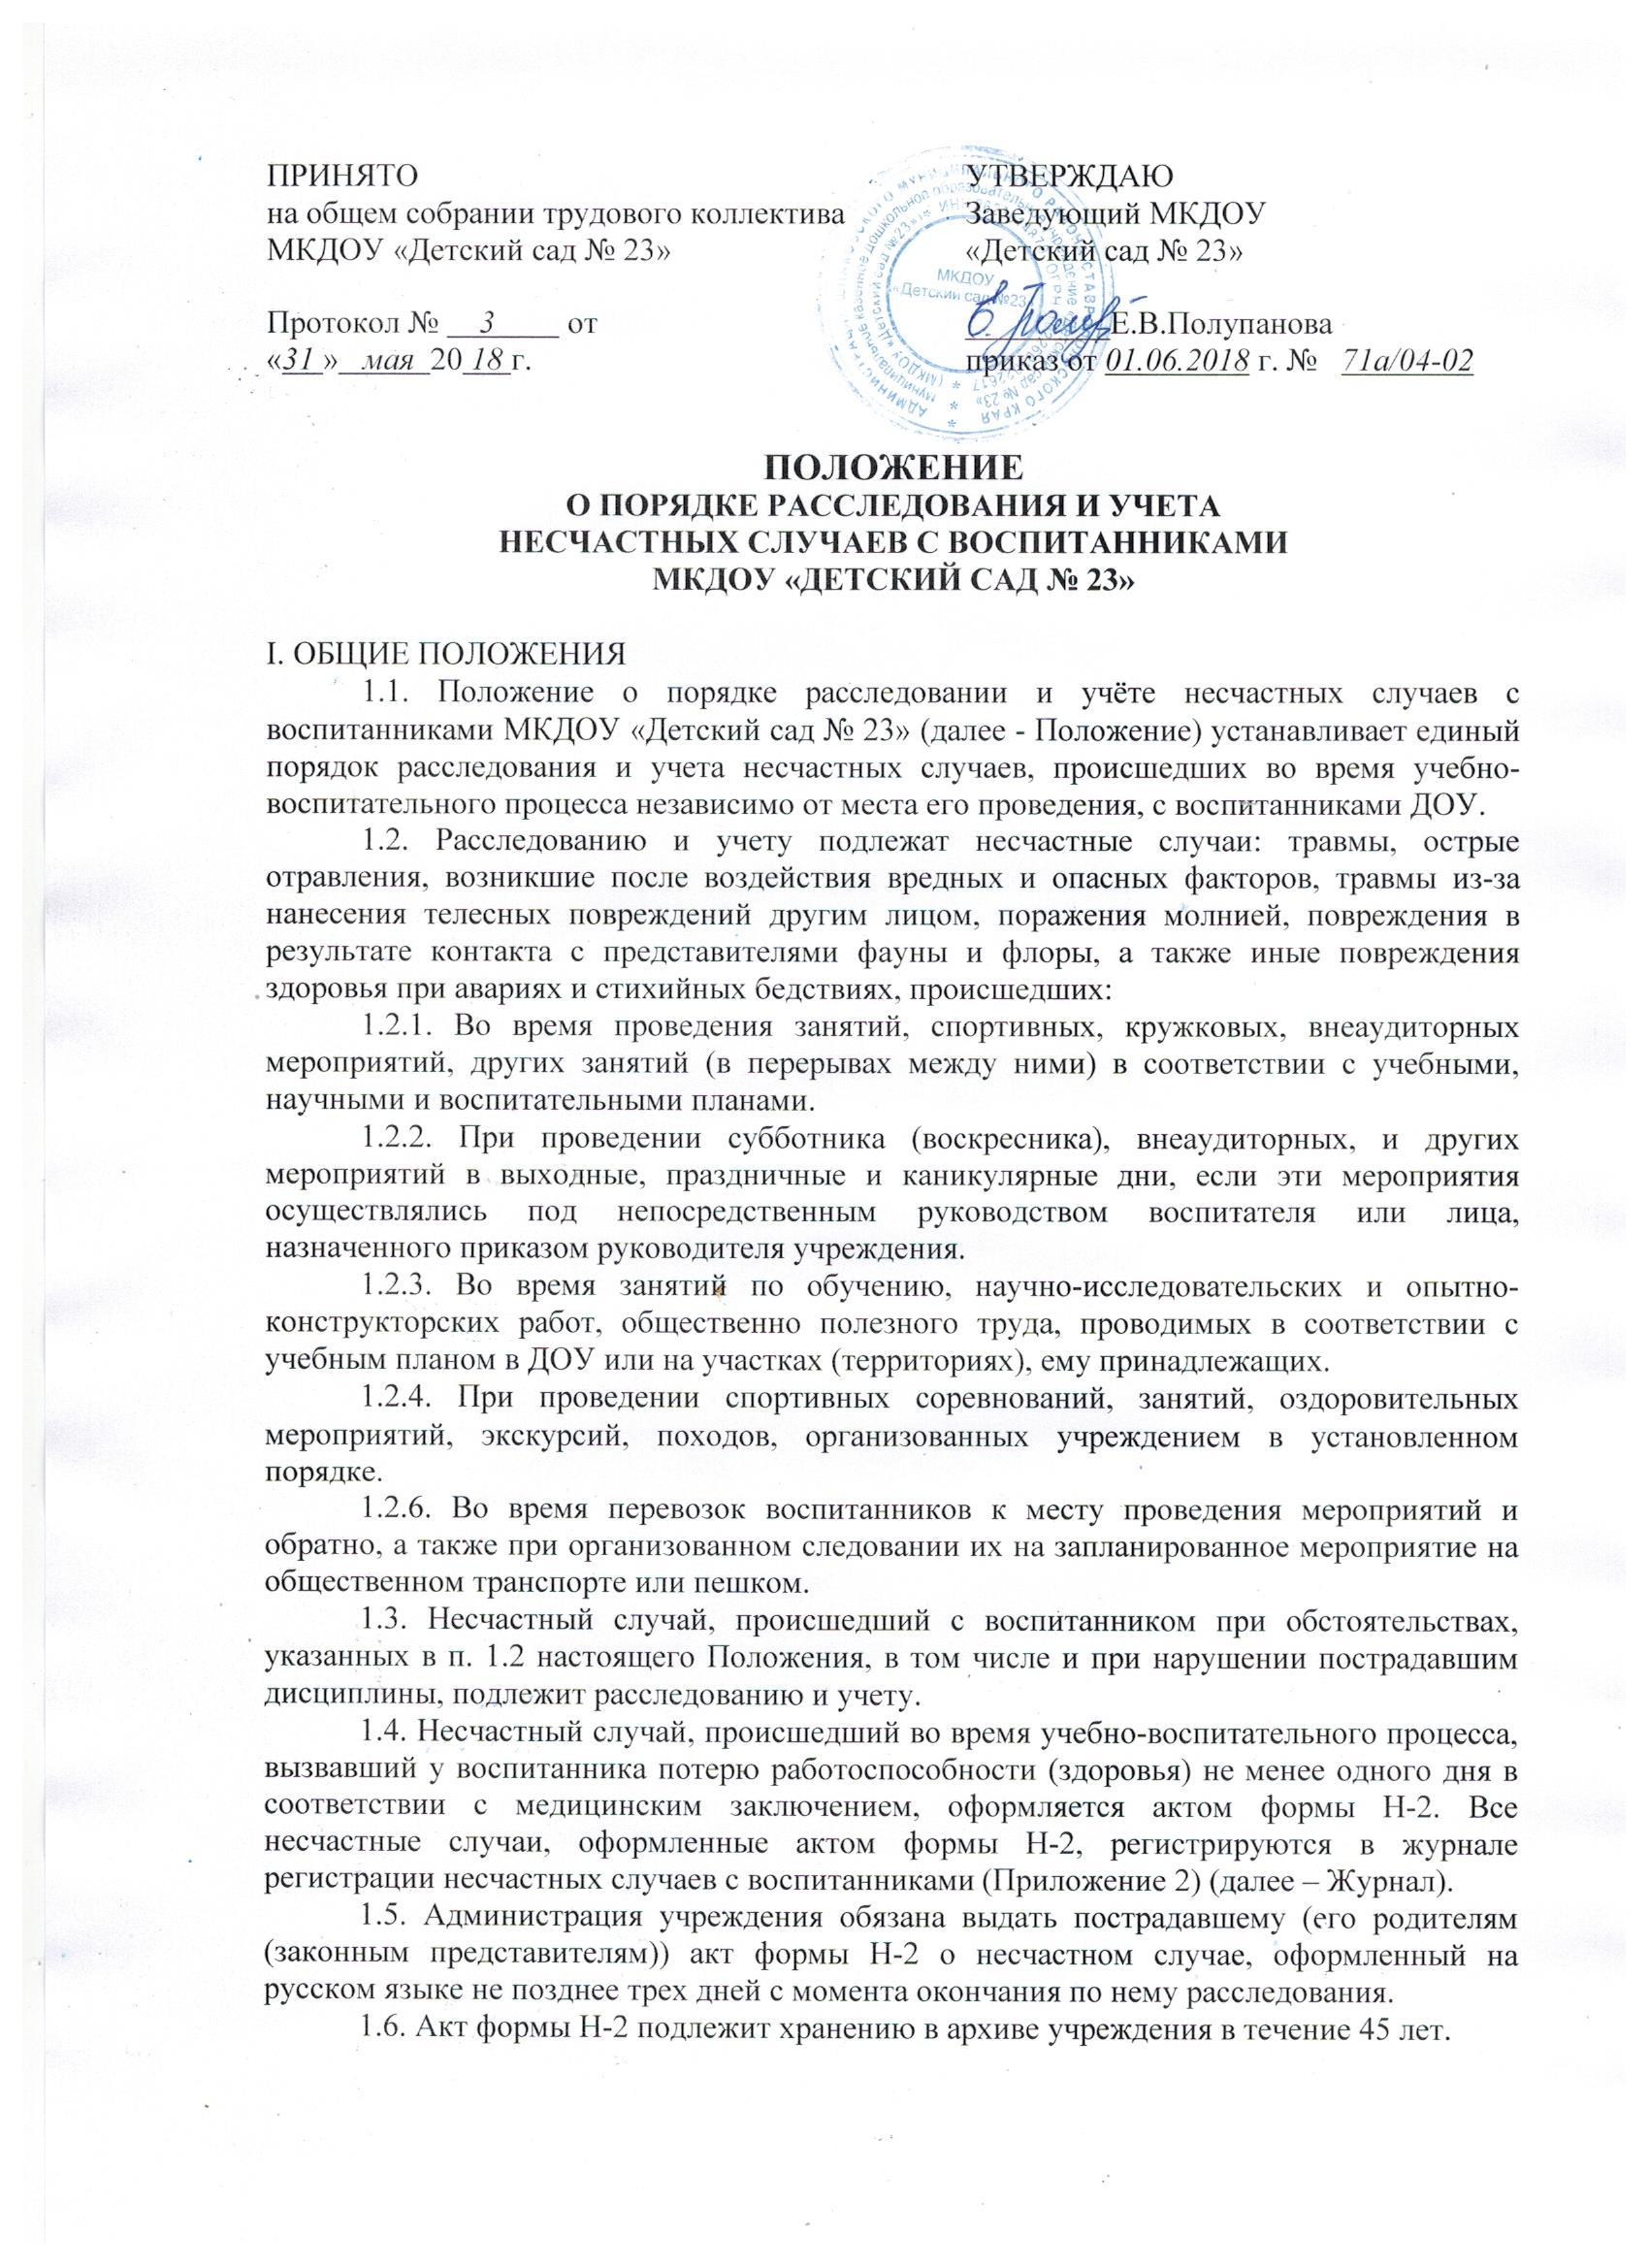 ПРИНЯТО
на общем собрании трудового коллектива
МКДОУ «Детский сад № 23»
Протокол № 3 от
«31» мая 2018 г.
УТВЕРЖДАЮ
Заведующий МКДОУ
«Детский сад № 23»
Е.В.Полупанова
приказ от 01.06.2018 г. № 71а/04-02
МКДОУ
«Детский сад №23»
ПОЛОЖЕНИЕ
О ПОРЯДКЕ РАССЛЕДОВАНИЯ И УЧЕТА
НЕСЧАСТНЫХ СЛУЧАЕВ С ВОСПИТАННИКАМИ
МКДОУ «ДЕТСКИЙ САД № 23»
I. ОБЩИЕ ПОЛОЖЕНИЯ
1.1. Положение о порядке расследовании и учёте несчастных случаев с
воспитанниками МКДОУ «Детский сад № 23» (далее - Положение) устанавливает единый
порядок расследования и учета несчастных случаев, происшедших во время учебно-
воспитательного процесса независимо от места его проведения, с воспитанниками ДОУ.
1.2. Расследованию и учету подлежат несчастные случаи: травмы, острые
отравления, возникшие после воздействия вредных и опасных факторов, травмы из-за
нанесения телесных повреждений другим лицом, поражения молнией, повреждения в
результате контакта с представителями фауны и флоры, а также иные повреждения
здоровья при авариях и стихийных бедствиях, происшедших:
1.2.1. Во время проведения занятий, спортивных, кружковых, внеаудиторных
мероприятий, других занятий (в перерывах между ними) в соответствии с учебными,
научными и воспитательными планами.
1.2.2. При проведении субботника (воскресника), внеаудиторных, и других
мероприятий в выходные, праздничные и каникулярные дни, если эти мероприятия
осуществлялись под непосредственным руководством воспитателя или лица,
назначенного приказом руководителя учреждения.
1.2.3. Во время занятий по обучению, научно-исследовательских и опытно-
конструкторских работ, общественно полезного труда, проводимых в соответствии с
учебным планом в ДОУ или на участках (территориях), ему принадлежащих.
1.2.4. При проведении спортивных соревнований, занятий, оздоровительных
мероприятий, экскурсий, походов, организованных учреждением в установленном
порядке.
1.2.6. Во время перевозок воспитанников к месту проведения мероприятий и
обратно, а также при организованном следовании их на запланированное мероприятие на
общественном транспорте или пешком.
1.3. Несчастный случай, происшедший с воспитанником при обстоятельствах,
указанных в п. 1.2 настоящего Положения, в том числе и при нарушении пострадавшим
дисциплины, подлежит расследованию и учету.
1.4. Несчастный случай, происшедший во время учебно-воспитательного процесса,
вызвавший у воспитанника потерю работоспособности (здоровья) не менее одного дня в
соответствии с медицинским заключением, оформляется актом формы Н-2. Все
несчастные случаи, оформленные актом формы Н-2, регистрируются в журнале
регистрации несчастных случаев с воспитанниками (Приложение 2) (далее – Журнал).
1.5. Администрация учреждения обязана выдать пострадавшему (его родителям
(законным представителям)) акт формы Н-2 о несчастном случае, оформленный на
русском языке не позднее трех дней с момента окончания по нему расследования.
1.6. Акт формы Н-2 подлежит хранению в архиве учреждения в течение 45 лет.